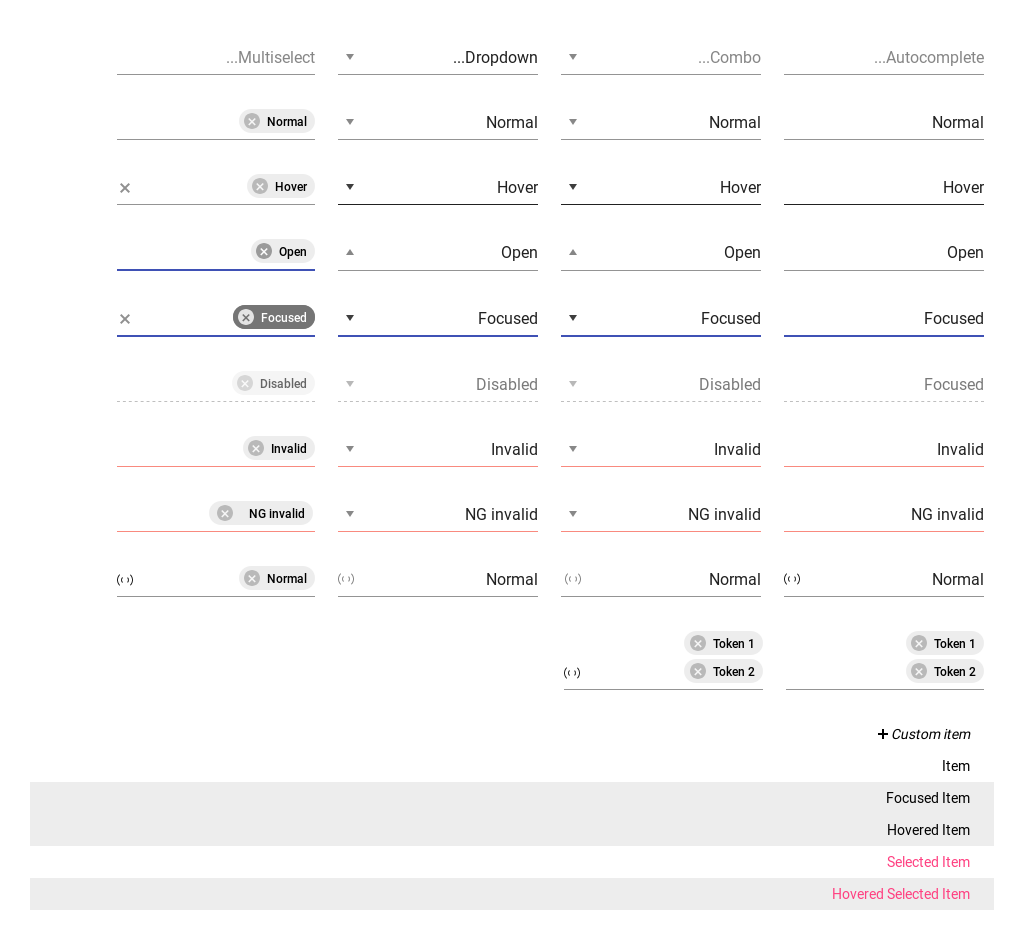 ...Multiselect ...Dropdown ...Combo ...Autocomplete
Normal Normal Normal Normal
Hover Hover Hover Hover
Open Open Open Open
Focused Focused Focused Focused
Disabled Disabled Disabled Focused
Invalid Invalid Invalid Invalid
NG invalid NG invalid NG invalid NG invalid
Normal Normal Normal Normal
Token 1 Token 1
Token 2 Token 2
Custom item
Item
Focused Item
Hovered Item
Selected Item
Hovered Selected Item